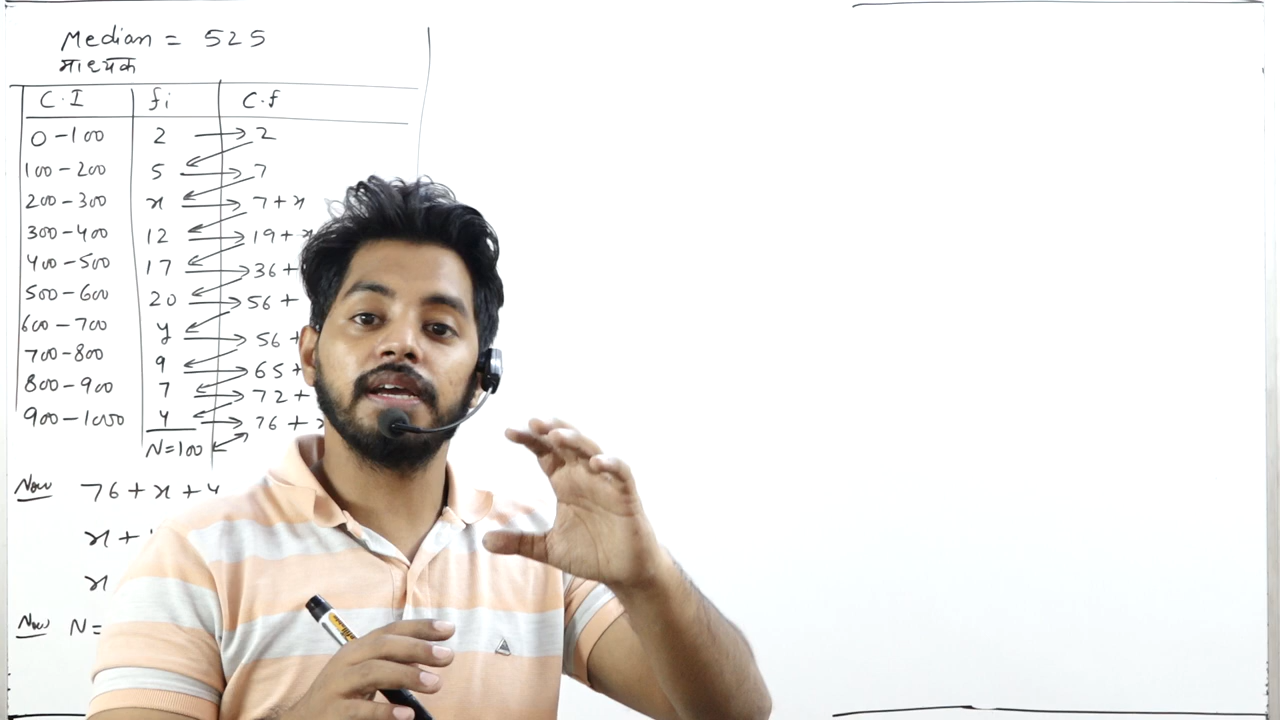 Median = 525
माध्यक
C.I fi C.f
0-100 2 2
100-200 5 7
200-300 x 7+x
300-400 12 19+x
400-500 17 36+
500-600 20 56+
600-700 y 56+
700-800 9 65+
800-900 7 72+
900-1000 4 76+x
N=100
Now 76+x+y
x+
x
Now N=